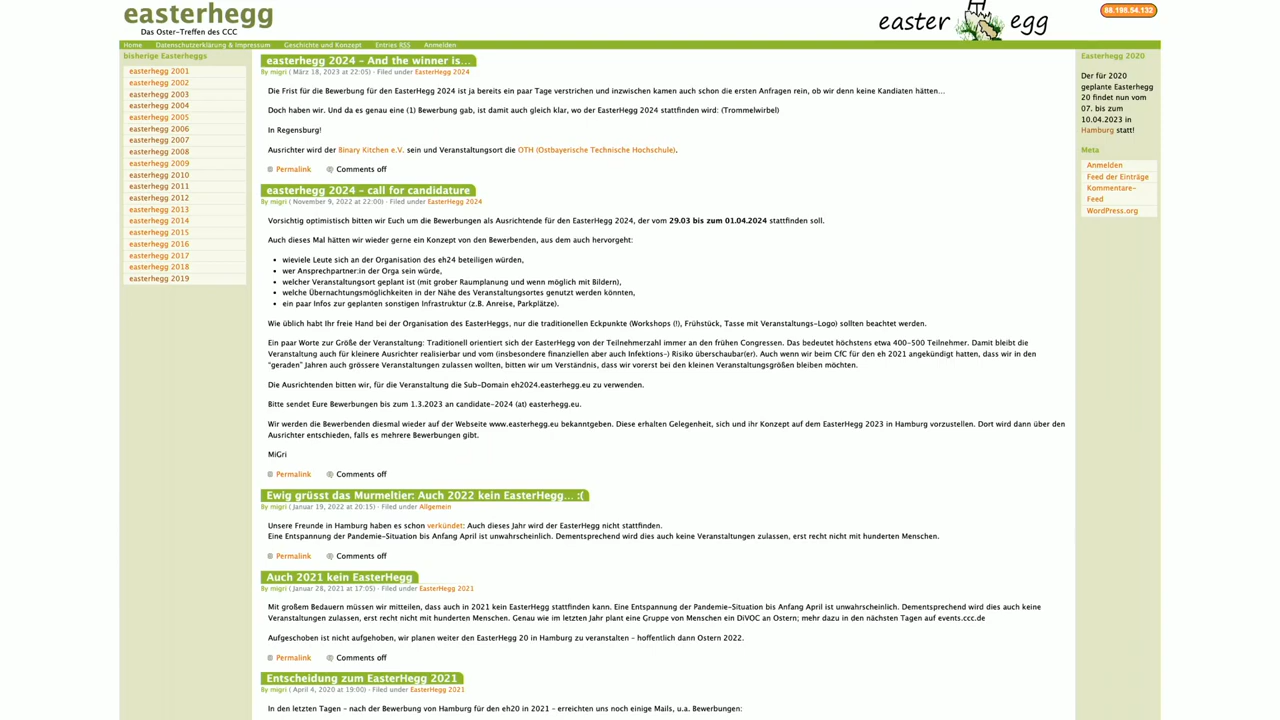 easterhegg
Das Oster-Treffen des CCC
easter egg
88.198.54.132
Home Datenschutzerklärung & Impressum Geschichte und Konzept Entries RSS Anmelden
bisherige Easterheggs
easterhegg 2001
easterhegg 2002
easterhegg 2003
easterhegg 2004
easterhegg 2005
easterhegg 2006
easterhegg 2007
easterhegg 2008
easterhegg 2009
easterhegg 2010
easterhegg 2011
easterhegg 2012
easterhegg 2013
easterhegg 2014
easterhegg 2015
easterhegg 2016
easterhegg 2017
easterhegg 2018
easterhegg 2019
easterhegg 2024 – And the winner is…
By migri ( März 18, 2023 at 22:05) · Filed under EasterHegg 2024
Die Frist für die Bewerbung für den EasterHegg 2024 ist ja bereits ein paar Tage verstrichen und inzwischen kamen auch schon die ersten Anfragen rein, ob wir denn keine Kandiaten hätten…
Doch haben wir. Und da es genau eine (1) Bewerbung gab, ist damit auch gleich klar, wo der EasterHegg 2024 stattfinden wird: (Trommelwirbel)
In Regensburg!
Ausrichter wird der Binary Kitchen e.V. sein und Veranstaltungsort die OTH (Ostbayerische Technische Hochschule).
Permalink Comments off
easterhegg 2024 – call for candidature
By migri ( November 9, 2022 at 22:00) · Filed under EasterHegg 2024
Vorsichtig optimistisch bitten wir Euch um die Bewerbungen als Ausrichtende für den EasterHegg 2024, der vom 29.03 bis zum 01.04.2024 stattfinden soll.
Auch dieses Mal hätten wir wieder gerne ein Konzept von den Bewerbenden, aus dem auch hervorgeht:
• wieviele Leute sich an der Organisation des eh24 beteiligen würden,
• wer Ansprechpartner:in der Orga sein würde,
• welcher Veranstaltungsort geplant ist (mit grober Raumplanung und wenn möglich mit Bildern),
• welche Übernachtungsmöglichkeiten in der Nähe des Veranstaltungsortes genutzt werden könnten,
• ein paar Infos zur geplanten sonstigen Infrastruktur (z.B. Anreise, Parkplätze).
Wie üblich habt Ihr freie Hand bei der Organisation des EasterHeggs, nur die traditionellen Eckpunkte (Workshops (!), Frühstück, Tasse mit Veranstaltungs-Logo) sollten beachtet werden.
Ein paar Worte zur Größe der Veranstaltung: Traditionell orientiert sich der EasterHegg von der Teilnehmerzahl immer an den frühen Congressen. Das bedeutet höchstens etwa 400-500 Teilnehmer. Damit bleibt die
Veranstaltung auch für kleinere Ausrichter realisierbar und vom (insbesondere finanziellen aber auch Infektions-) Risiko überschaubar(er). Auch wenn wir beim CfC für den eh 2021 angekündigt hatten, dass wir in den
“geraden” Jahren auch grössere Veranstaltungen zulassen wollten, bitten wir um Verständnis, dass wir vorerst bei den kleinen Veranstaltungsgrößen bleiben möchten.
Die Ausrichtenden bitten wir, für die Veranstaltung die Sub-Domain eh2024.easterhegg.eu zu verwenden.
Bitte sendet Eure Bewerbungen bis zum 1.3.2023 an candidate-2024 (at) easterhegg.eu.
Wir werden die Bewerbenden diesmal wieder auf der Webseite www.easterhegg.eu bekanntgeben. Diese erhalten Gelegenheit, sich und ihr Konzept auf dem EasterHegg 2023 in Hamburg vorzustellen. Dort wird dann über den
Ausrichter entschieden, falls es mehrere Bewerbungen gibt.
MiGri
Permalink Comments off
Ewig grüsst das Murmeltier: Auch 2022 kein EasterHegg… :(
By migri ( Januar 19, 2022 at 20:15) · Filed under Allgemein
Unsere Freunde in Hamburg haben es schon verkündet: Auch dieses Jahr wird der EasterHegg nicht stattfinden.
Eine Entspannung der Pandemie-Situation bis Anfang April ist unwahrscheinlich. Dementsprechend wird dies auch keine Veranstaltungen zulassen, erst recht nicht mit hunderten Menschen.
Permalink Comments off
Auch 2021 kein EasterHegg
By migri ( Januar 28, 2021 at 17:05) · Filed under EasterHegg 2021
Mit großem Bedauern müssen wir mitteilen, dass auch in 2021 kein EasterHegg stattfinden kann. Eine Entspannung der Pandemie-Situation bis Anfang April ist unwahrscheinlich. Dementsprechend wird dies auch keine
Veranstaltungen zulassen, erst recht nicht mit hunderten Menschen. Genau wie im letzten Jahr plant eine Gruppe von Menschen ein DiVOC an Ostern; mehr dazu in den nächsten Tagen auf events.ccc.de
Aufgeschoben ist nicht aufgehoben, wir planen weiter den EasterHegg 20 in Hamburg zu veranstalten – hoffentlich dann Ostern 2022.
Permalink Comments off
Entscheidung zum EasterHegg 2021
By migri ( April 4, 2020 at 19:00) · Filed under EasterHegg 2021
In den letzten Tagen – nach der Bewerbung von Hamburg für den eh20 in 2021 – erreichten uns noch einige Mails, u.a. Bewerbungen:
Easterhegg 2020
Der für 2020
geplante Easterhegg
20 findet nun vom
07. bis zum
10.04.2023 in
Hamburg statt!
Meta
Anmelden
Feed der Einträge
Kommentare-
Feed
WordPress.org